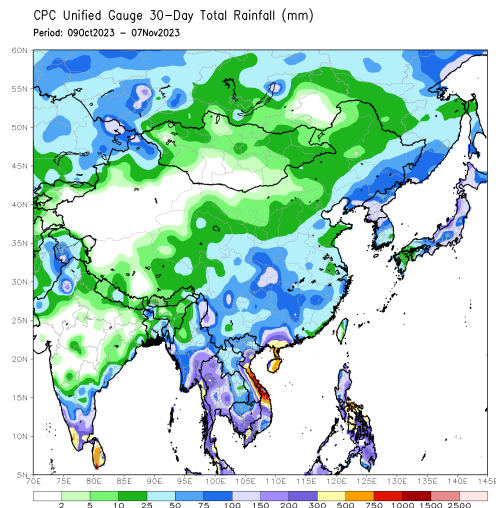 CPC Unified Gauge 30-Day Total Rainfall (mm)
Period: 09Oct2023 - 07Nov2023
60N
55N
50N
45N
40N
35N
30N
25N
20N
15N
10N
5N
70E 75E 80E 85E 90E 95E 100E 105E 110E 115E 120E 125E 130E 135E 140E 145E
2 5 10 25 50 75 100 150 200 300 500 750 1000 1500 2500